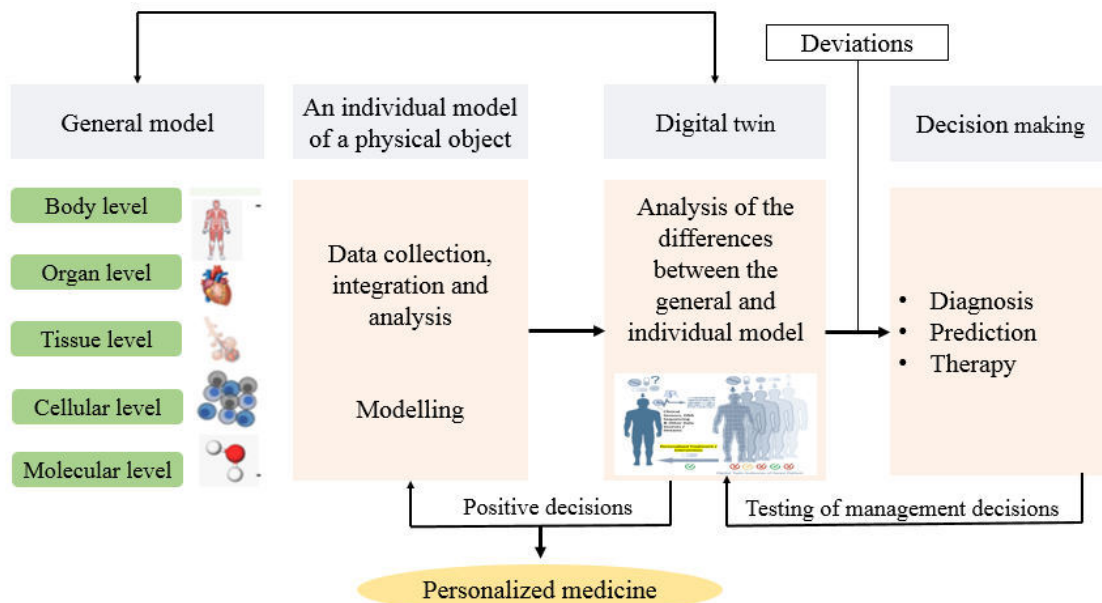 Deviations
General model
An individual model
of a physical object
Digital twin
Decision making
Body level
Organ level
Tissue level
Cellular level
Molecular level
Data collection,
integration and
analysis
Modelling
Analysis of the
differences
between the
general and
individual model
• Diagnosis
• Prediction
• Therapy
Positive decisions
Testing of management decisions
Personalized medicine